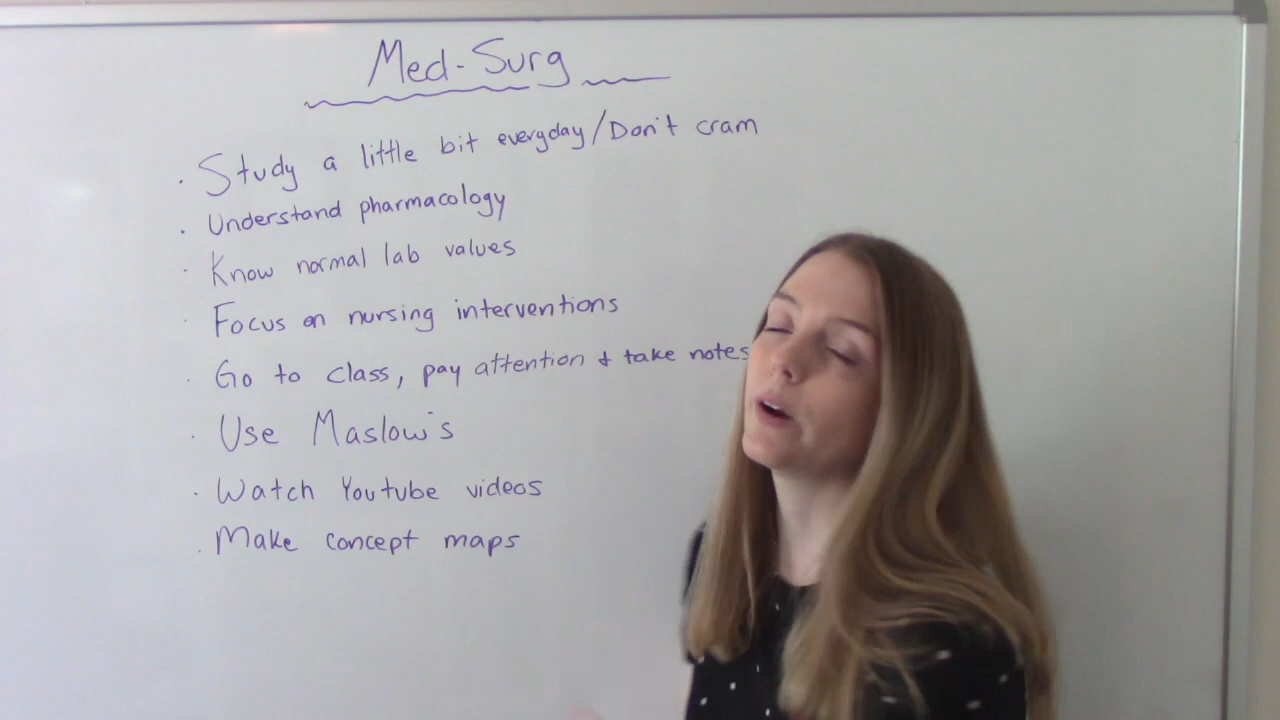 Med-Surg
· Study a little bit everyday/Don't cram
· Understand pharmacology
· Know normal lab values
· Focus on nursing interventions
· Go to class, pay attention & take notes
· Use Maslow's
· Watch Youtube videos
· Make concept maps